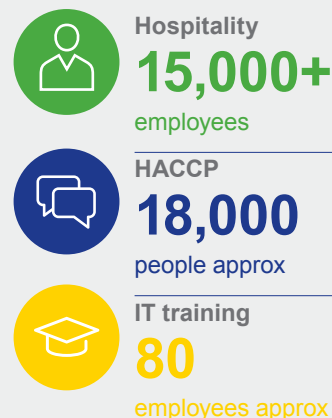 Hospitality
15,000+
employees
HACCP
18,000
people approx
IT training
80
employees approx